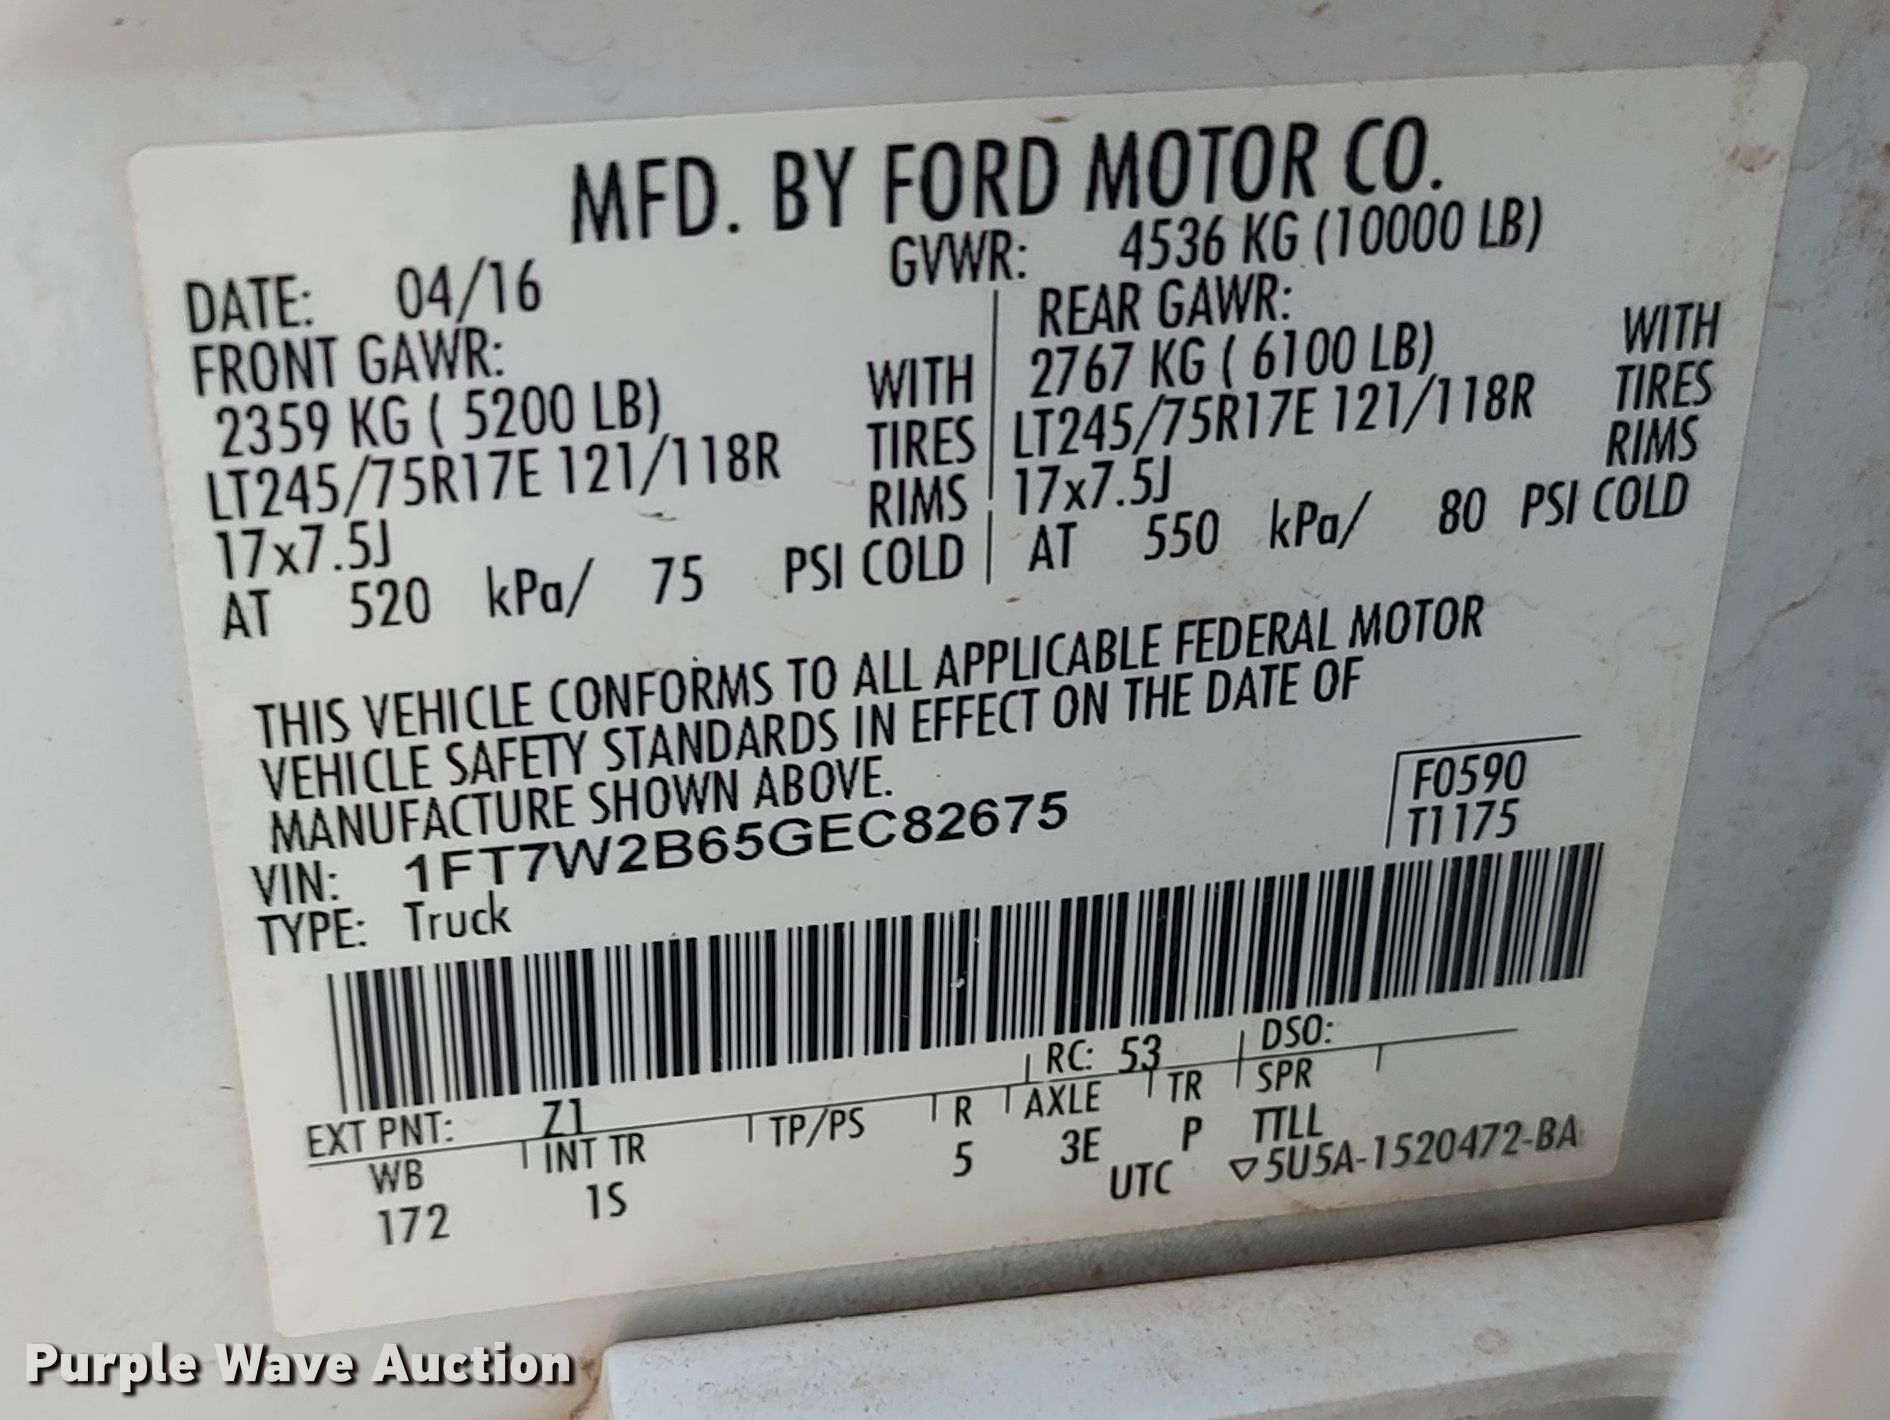 MFD. BY FORD MOTOR CO.
DATE: 04/16 GVWR: 4536 KG (10000 LB)
FRONT GAWR:
2359 KG ( 5200 LB) WITH
LT245/75R17E 121/118R TIRES
17x7.5J RIMS
AT 520 kPa/ 75 PSI COLD
REAR GAWR:
2767 KG ( 6100 LB) WITH
LT245/75R17E 121/118R TIRES
17x7.5J RIMS
AT 550 kPa/ 80 PSI COLD
THIS VEHICLE CONFORMS TO ALL APPLICABLE FEDERAL MOTOR
VEHICLE SAFETY STANDARDS IN EFFECT ON THE DATE OF
MANUFACTURE SHOWN ABOVE.
VIN: 1FT7W2B65GEC82675
F0590
T1175
TYPE: Truck
EXT PNT: Z1 RC: 53 DSO:
WB INT TR TP/PS R AXLE TR SPR
172 1S 5 3E P TTLL
UTC ▽5U5A-1520472-BA
Purple Wave Auction